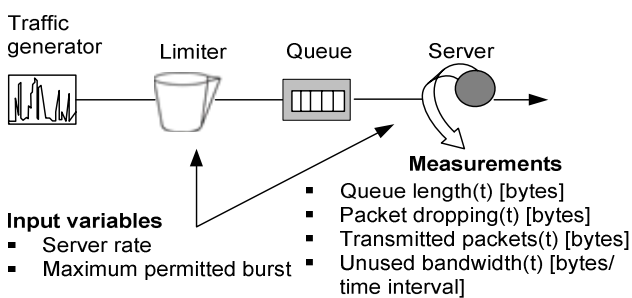 Traffic
generator
Limiter
Queue
Server
Measurements
▪ Queue length(t) [bytes]
▪ Packet dropping(t) [bytes]
▪ Transmitted packets(t) [bytes]
▪ Unused bandwidth(t) [bytes/
time interval]
Input variables
▪ Server rate
▪ Maximum permitted burst